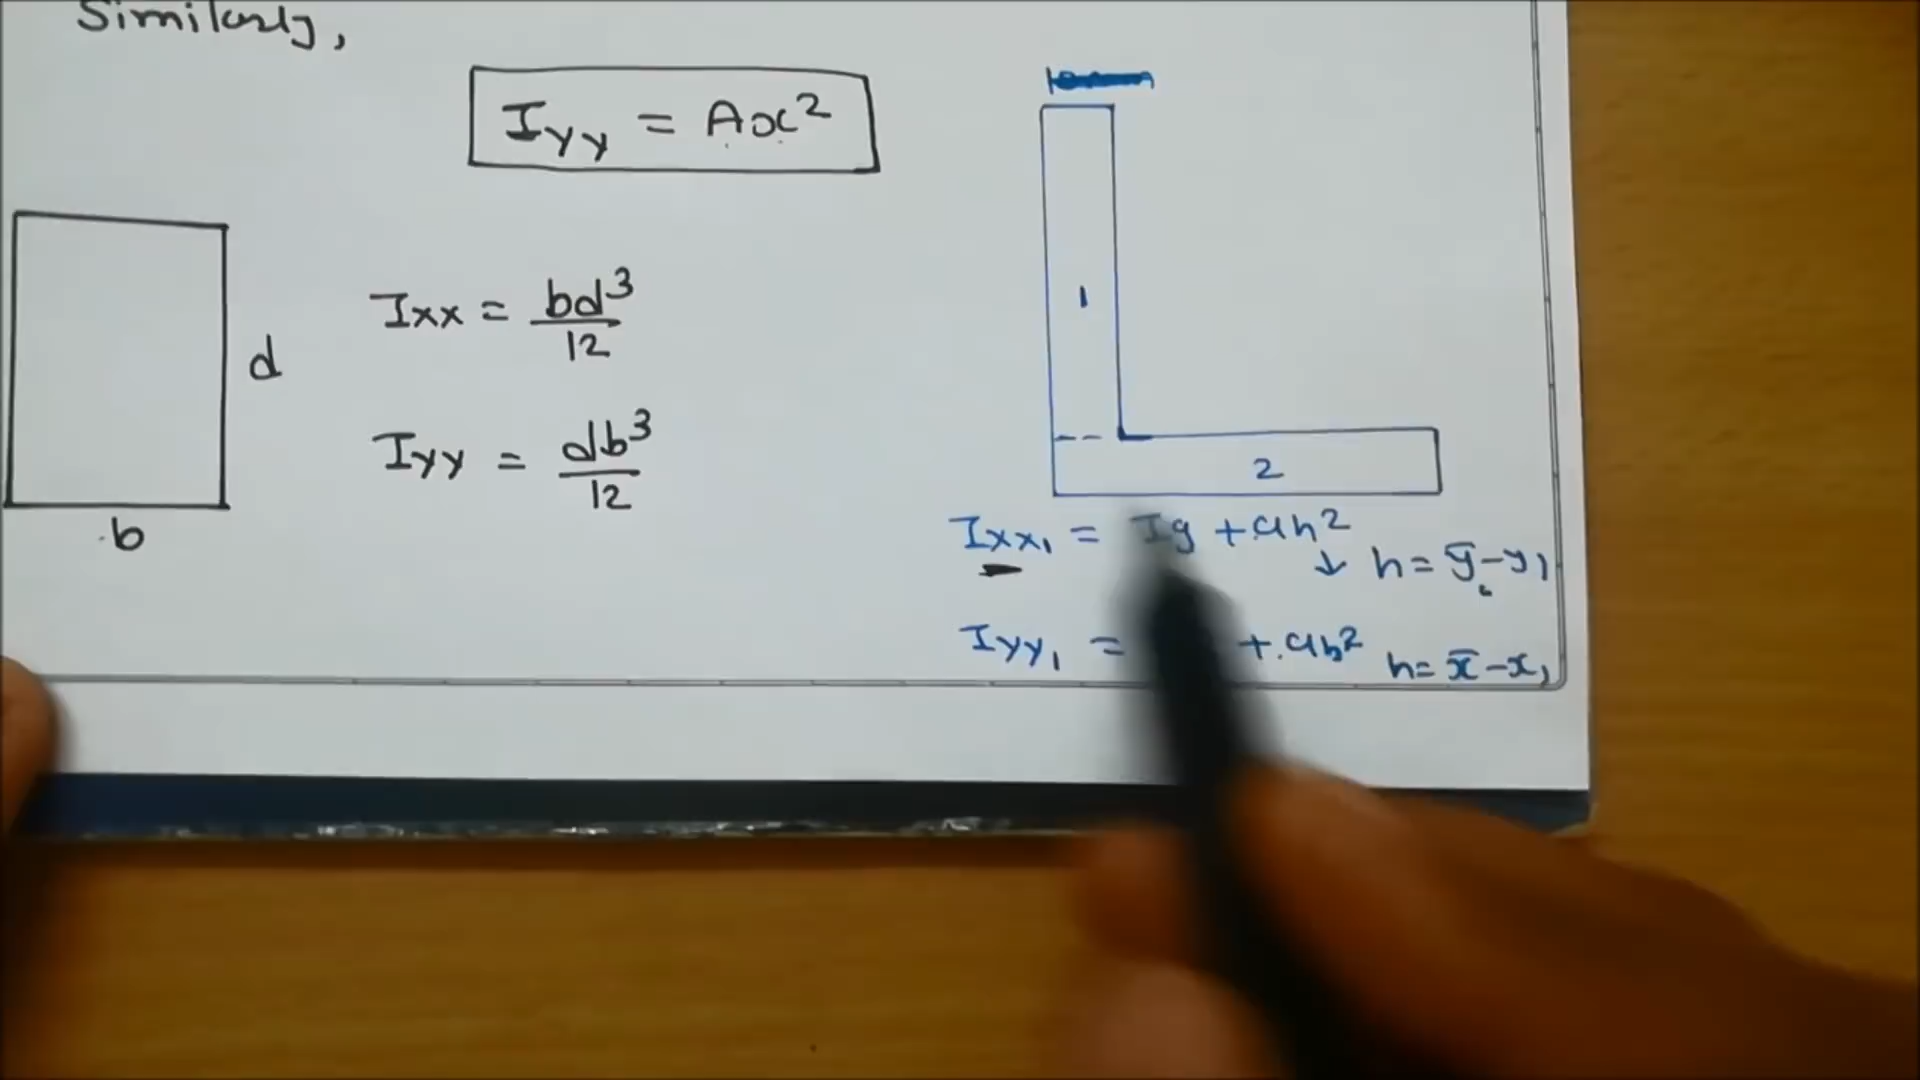 Similarly,
Iyy = Ax²
Ixx = bd³/12
d
Iyy = db³/12
b
1
2
Ixx₁ = Ig + ah²
↓ h = ȳ - y₁
Iyy₁ = + ah²
h = x̄ - x₁